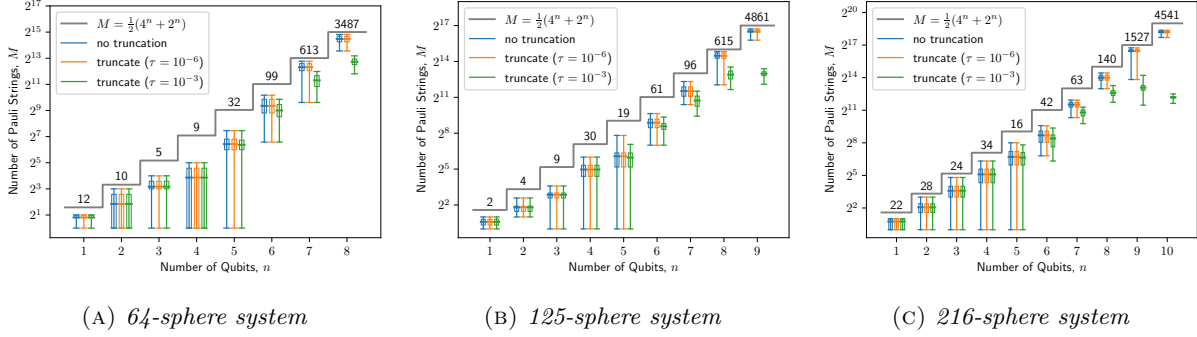 2^17
2^15
2^13
2^11
2^9
2^7
2^5
2^3
2^1
Number of Pauli Strings, M
M = 1/2(4^n + 2^n)
no truncation
truncate (τ = 10^−6)
truncate (τ = 10^−3)
12 10 5 9 32 99 613 3487
1 2 3 4 5 6 7 8
Number of Qubits, n
(A) 64-sphere system
2^17
2^14
2^11
2^8
2^5
2^2
Number of Pauli Strings, M
M = 1/2(4^n + 2^n)
no truncation
truncate (τ = 10^−6)
truncate (τ = 10^−3)
2 4 9 30 19 61 96 615 4861
1 2 3 4 5 6 7 8 9
Number of Qubits, n
(B) 125-sphere system
2^20
2^17
2^14
2^11
2^8
2^5
2^2
Number of Pauli Strings, M
M = 1/2(4^n + 2^n)
no truncation
truncate (τ = 10^−6)
truncate (τ = 10^−3)
22 28 24 34 16 42 63 140 1527 4541
1 2 3 4 5 6 7 8 9 10
Number of Qubits, n
(C) 216-sphere system